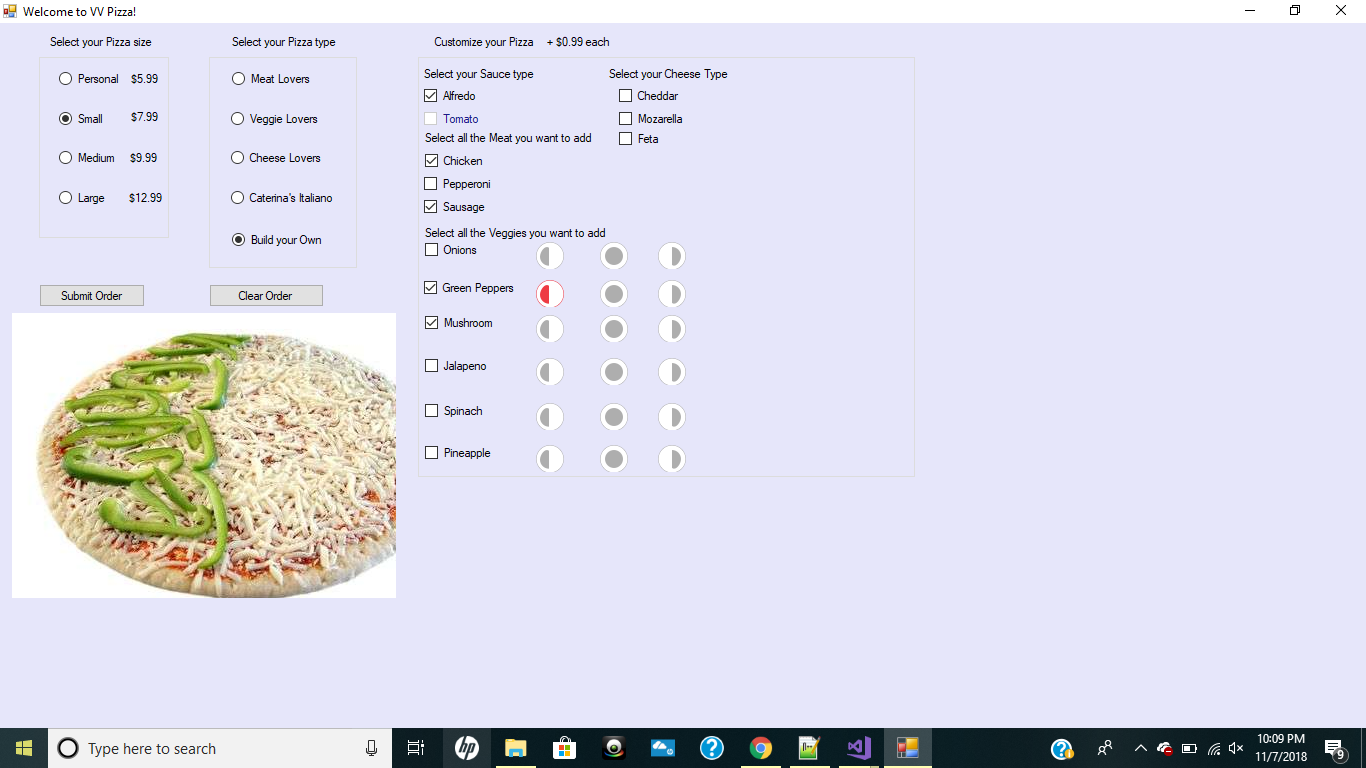 Welcome to VV Pizza!
Select your Pizza size
Personal $5.99
Small $7.99
Medium $9.99
Large $12.99
Select your Pizza type
Meat Lovers
Veggie Lovers
Cheese Lovers
Caterina's Italiano
Build your Own
Submit Order
Clear Order
Customize your Pizza + $0.99 each
Select your Sauce type
Alfredo
Tomato
Select your Cheese Type
Cheddar
Mozarella
Feta
Select all the Meat you want to add
Chicken
Pepperoni
Sausage
Select all the Veggies you want to add
Onions
Green Peppers
Mushroom
Jalapeno
Spinach
Pineapple
Type here to search
hp
10:09 PM
11/7/2018
9